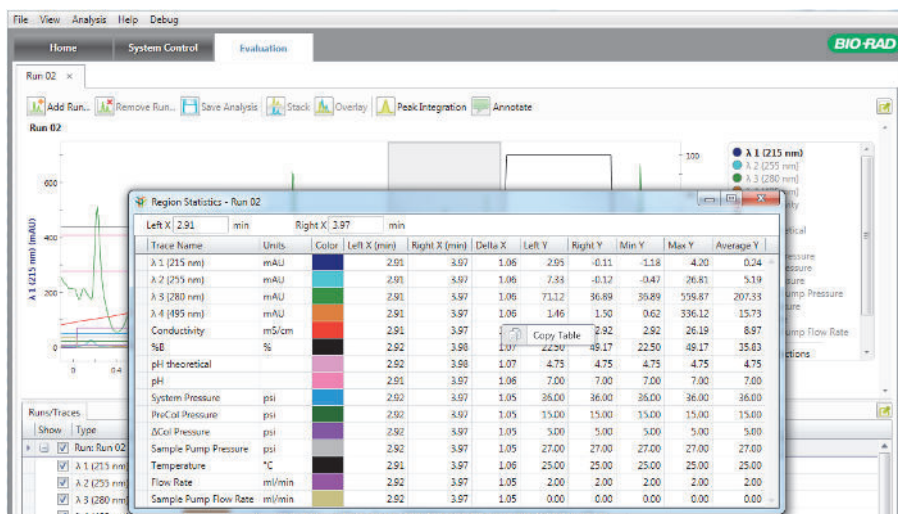 File View Analysis Help Debug
Home System Control Evaluation BIO-RAD
Run 02 ×
Add Run... Remove Run... Save Analysis Stack Overlay Peak Integration Annotate
Run 02
λ 1 (215 nm) (mAU)
600
400
200
0
0 0.4
100
λ 1 (215 nm)
λ 2 (255 nm)
λ 3 (280 nm)
Region Statistics - Run 02
Left X 2.91 min Right X 3.97 min
Trace Name Units Color Left X (min) Right X (min) Delta X Left Y Right Y Min Y Max Y Average Y
λ 1 (215 nm) mAU 2.91 3.97 1.06 2.95 -0.11 -1.18 4.20 0.24
λ 2 (255 nm) mAU 2.91 3.97 1.06 7.33 -0.12 -0.47 26.81 5.19
λ 3 (280 nm) mAU 2.91 3.97 1.06 71.12 36.89 36.89 559.87 207.33
λ 4 (495 nm) mAU 2.91 3.97 1.06 1.46 1.50 0.62 336.12 15.73
Conductivity mS/cm 2.91 2.92 2.92 26.19 8.97
Copy Table
%B % 2.92 3.98 1.07 22.50 49.17 22.50 49.17 35.83
pH theoretical 2.92 3.98 1.07 4.75 4.75 4.75 4.75 4.75
pH 2.91 3.97 1.06 7.00 7.00 7.00 7.00 7.00
System Pressure psi 2.92 3.97 1.05 36.00 36.00 36.00 36.00 36.00
PreCol Pressure psi 2.92 3.97 1.05 15.00 15.00 15.00 15.00 15.00
ΔCol Pressure psi 2.92 3.97 1.05 5.00 5.00 5.00 5.00 5.00
Sample Pump Pressure psi 2.92 3.97 1.05 27.00 27.00 27.00 27.00 27.00
Temperature °C 2.91 3.97 1.06 25.00 25.00 25.00 25.00 25.00
Flow Rate ml/min 2.92 3.97 1.05 2.00 2.00 2.00 2.00 2.00
Sample Pump Flow Rate ml/min 2.92 3.97 1.05 0.00 0.00 0.00 0.00 0.00
ump Pressure
ump Flow Rate
Runs/Traces
Show Type
Run: Run 02
λ 1 (215 nm
λ 2 (255 nm
λ 3 (280 nm